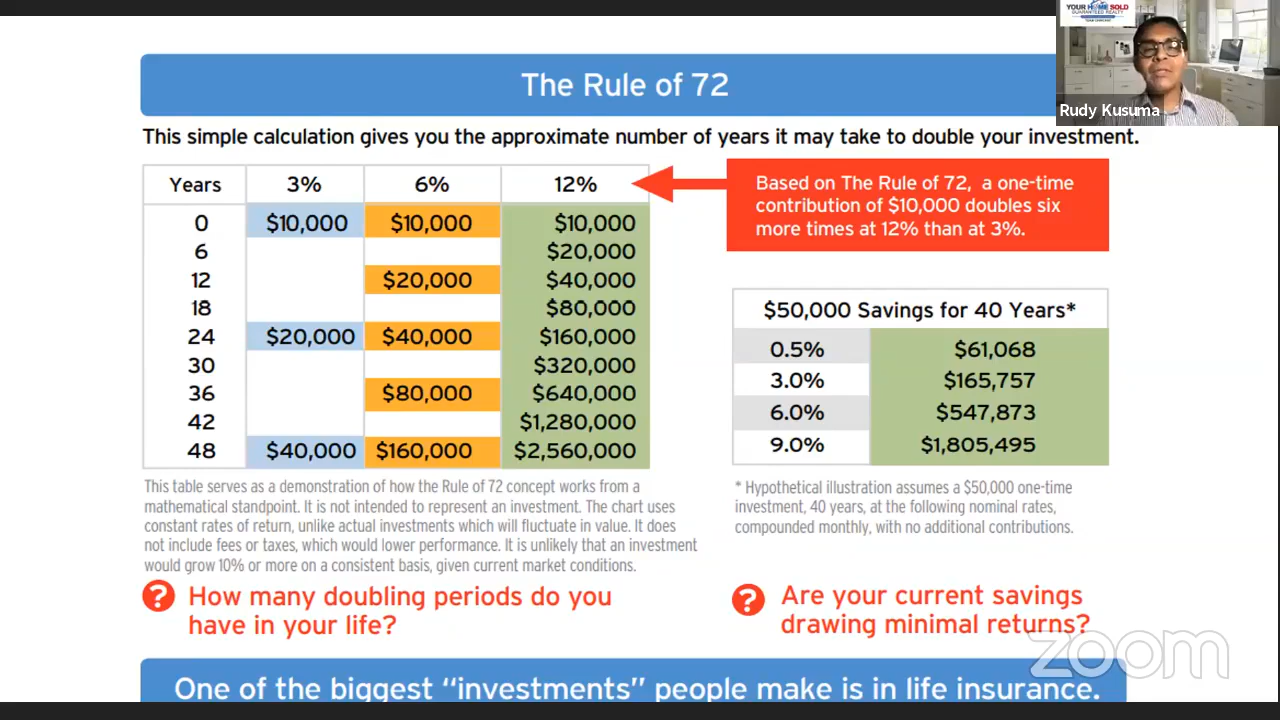 YOUR HOME SOLD
GUARANTEED REALTY
Rudy Kusuma
The Rule of 72
This simple calculation gives you the approximate number of years it may take to double your investment.
Years 3% 6% 12%
0 $10,000 $10,000 $10,000
6 $20,000
12 $20,000 $40,000
18 $80,000
24 $20,000 $40,000 $160,000
30 $320,000
36 $80,000 $640,000
42 $1,280,000
48 $40,000 $160,000 $2,560,000
This table serves as a demonstration of how the Rule of 72 concept works from a
mathematical standpoint. It is not intended to represent an investment. The chart uses
constant rates of return, unlike actual investments which will fluctuate in value. It does
not include fees or taxes, which would lower performance. It is unlikely that an investment
would grow 10% or more on a consistent basis, given current market conditions.
Based on The Rule of 72, a one-time
contribution of $10,000 doubles six
more times at 12% than at 3%.
$50,000 Savings for 40 Years*
0.5% $61,068
3.0% $165,757
6.0% $547,873
9.0% $1,805,495
* Hypothetical illustration assumes a $50,000 one-time
investment, 40 years, at the following nominal rates,
compounded monthly, with no additional contributions.
? How many doubling periods do you
have in your life?
? Are your current savings
drawing minimal returns?
zoom
One of the biggest “investments” people make is in life insurance.